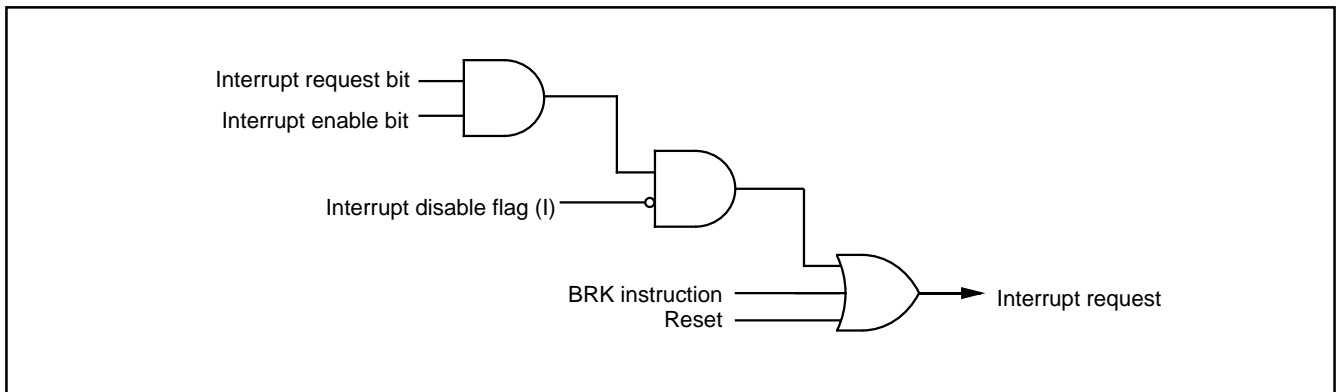 Interrupt request bit
Interrupt enable bit
Interrupt disable flag (I)
BRK instruction
Reset
Interrupt request